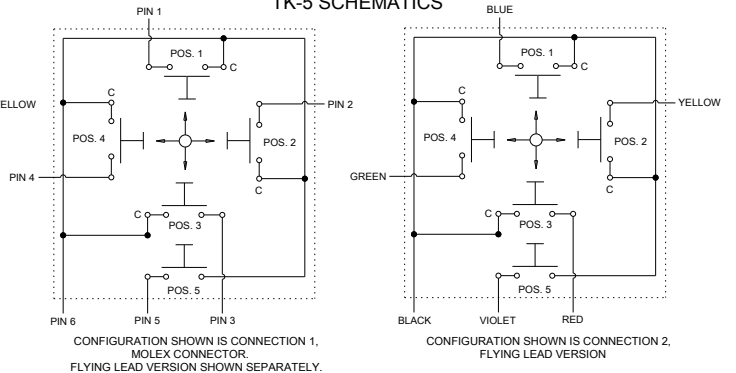 TK-5 SCHEMATICS
PIN 1
POS. 1
C
C
ELLOW
PIN 2
POS. 4
POS. 2
PIN 4
C
C
POS. 3
POS. 5
PIN 6
PIN 5
PIN 3
CONFIGURATION SHOWN IS CONNECTION 1,
MOLEX CONNECTOR.
FLYING LEAD VERSION SHOWN SEPARATELY.
BLUE
POS. 1
C
C
YELLOW
POS. 4
POS. 2
GREEN
C
C
POS. 3
POS. 5
BLACK
VIOLET
RED
CONFIGURATION SHOWN IS CONNECTION 2,
FLYING LEAD VERSION